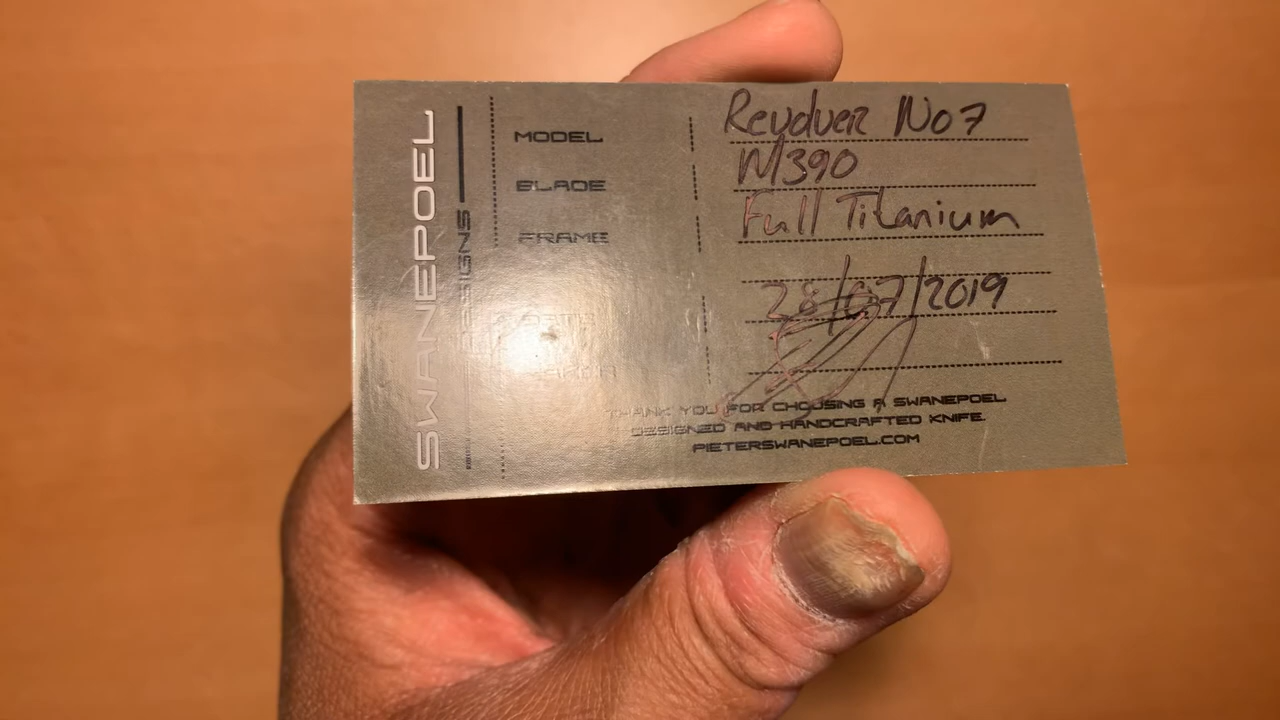 SWANEPOEL
DESIGNS
MODEL Revolver No7
BLADE M390
FRAME Full Titanium
28/07/2019
THANK YOU FOR CHOOSING A SWANEPOEL
DESIGNED AND HANDCRAFTED KNIFE.
PIETERSWANEPOEL.COM